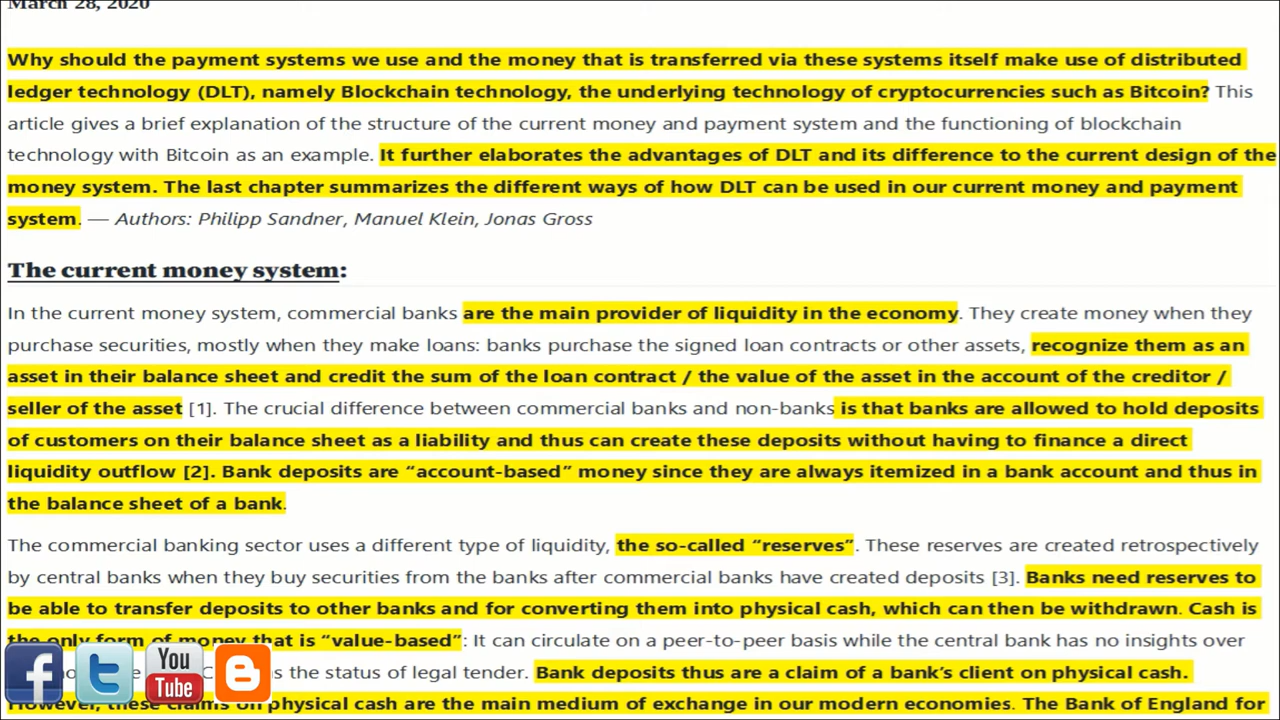 March 28, 2020
Why should the payment systems we use and the money that is transferred via these systems itself make use of distributed
ledger technology (DLT), namely Blockchain technology, the underlying technology of cryptocurrencies such as Bitcoin? This
article gives a brief explanation of the structure of the current money and payment system and the functioning of blockchain
technology with Bitcoin as an example. It further elaborates the advantages of DLT and its difference to the current design of the
money system. The last chapter summarizes the different ways of how DLT can be used in our current money and payment
system. — Authors: Philipp Sandner, Manuel Klein, Jonas Gross
The current money system:
In the current money system, commercial banks are the main provider of liquidity in the economy. They create money when they
purchase securities, mostly when they make loans: banks purchase the signed loan contracts or other assets, recognize them as an
asset in their balance sheet and credit the sum of the loan contract / the value of the asset in the account of the creditor /
seller of the asset [1]. The crucial difference between commercial banks and non-banks is that banks are allowed to hold deposits
of customers on their balance sheet as a liability and thus can create these deposits without having to finance a direct
liquidity outflow [2]. Bank deposits are “account-based” money since they are always itemized in a bank account and thus in
the balance sheet of a bank.
The commercial banking sector uses a different type of liquidity, the so-called “reserves”. These reserves are created retrospectively
by central banks when they buy securities from the banks after commercial banks have created deposits [3]. Banks need reserves to
be able to transfer deposits to other banks and for converting them into physical cash, which can then be withdrawn. Cash is
the only form of money that is “value-based”: It can circulate on a peer-to-peer basis while the central bank has no insights over
the status of legal tender. Bank deposits thus are a claim of a bank’s client on physical cash.
However, these claims on physical cash are the main medium of exchange in our modern economies. The Bank of England for
You
Tube